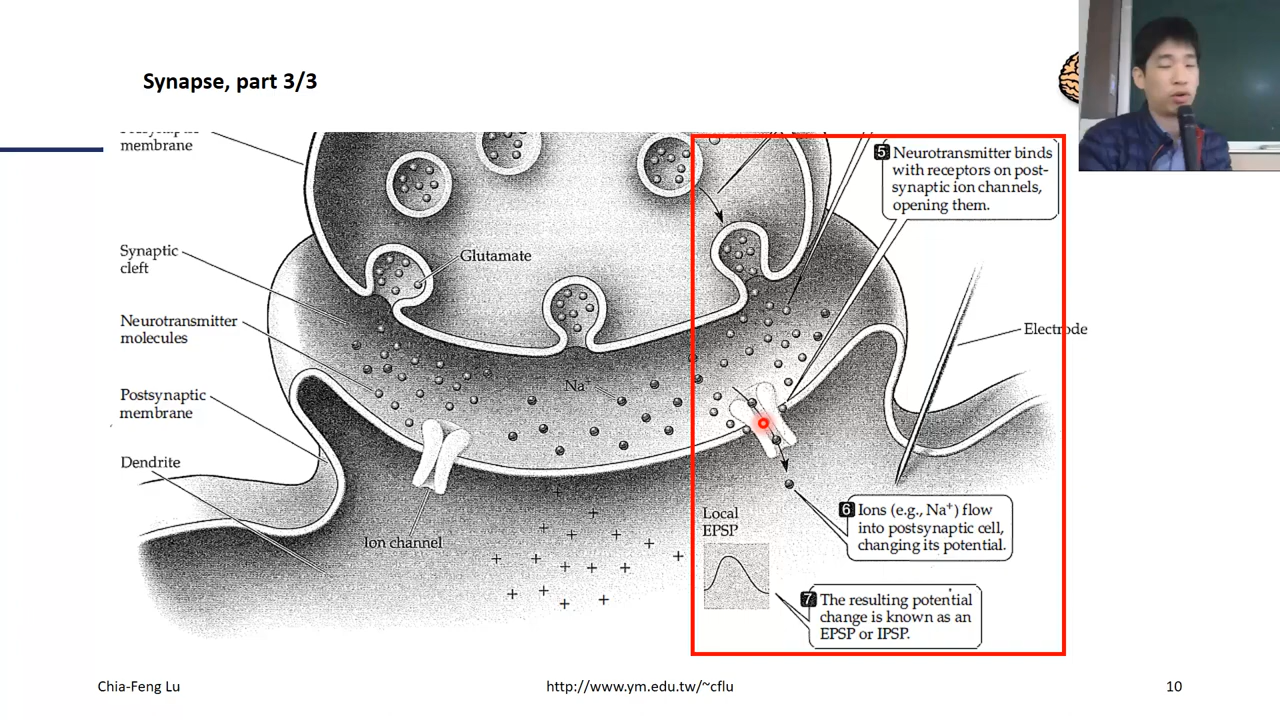 Synapse, part 3/3
membrane
Synaptic
cleft
Glutamate
Neurotransmitter
molecules
Na⁺
Postsynaptic
membrane
Dendrite
Ion channel
5 Neurotransmitter binds
with receptors on post-
synaptic ion channels,
opening them.
Electrode
Local
EPSP
6 Ions (e.g., Na⁺) flow
into postsynaptic cell,
changing its potential.
7 The resulting potential
change is known as an
EPSP or IPSP.
Chia-Feng Lu
http://www.ym.edu.tw/~cflu
10